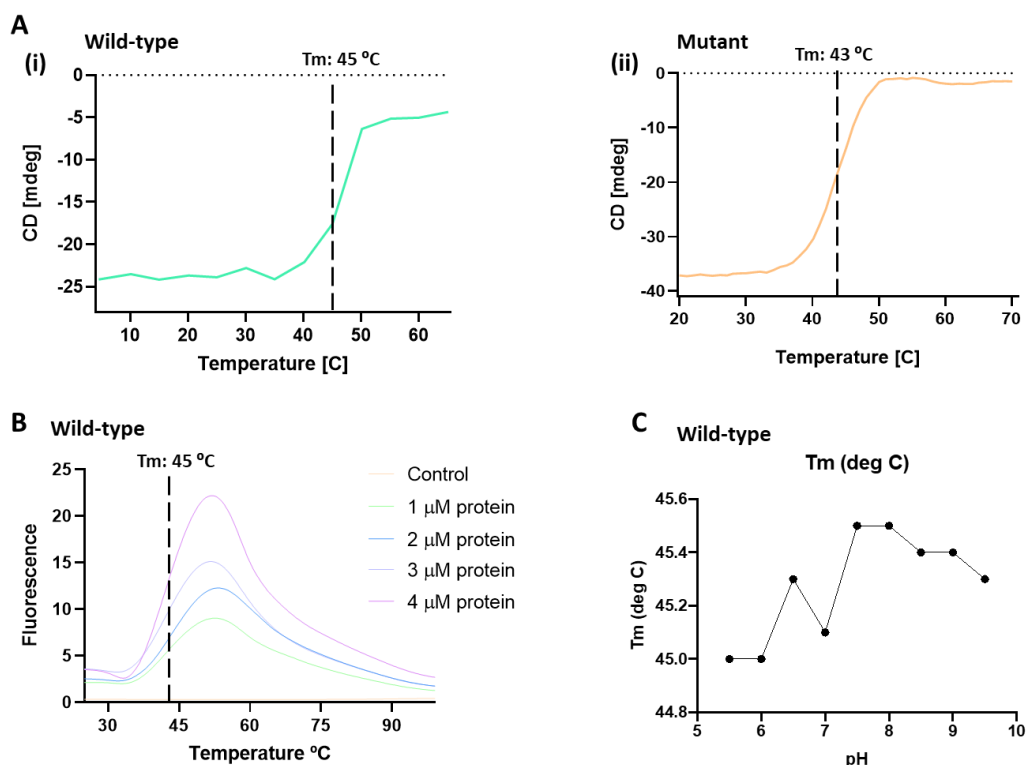 A
Wild-type
(i)
Tm: 45 ⁰C
0
-5
-10
-15
-20
-25
CD [mdeg]
10 20 30 40 50 60
Temperature [C]
Mutant
(ii)
Tm: 43 ⁰C
0
-10
-20
-30
-40
CD [mdeg]
20 30 40 50 60 70
Temperature [C]
B
Wild-type
Tm: 45 ⁰C
25
20
15
10
5
0
Fluorescence
30 45 60 75 90
Temperature ⁰C
Control
1 μM protein
2 μM protein
3 μM protein
4 μM protein
C
Wild-type
Tm (deg C)
45.6
45.4
45.2
45.0
44.8
Tm (deg C)
5 6 7 8 9 10
pH